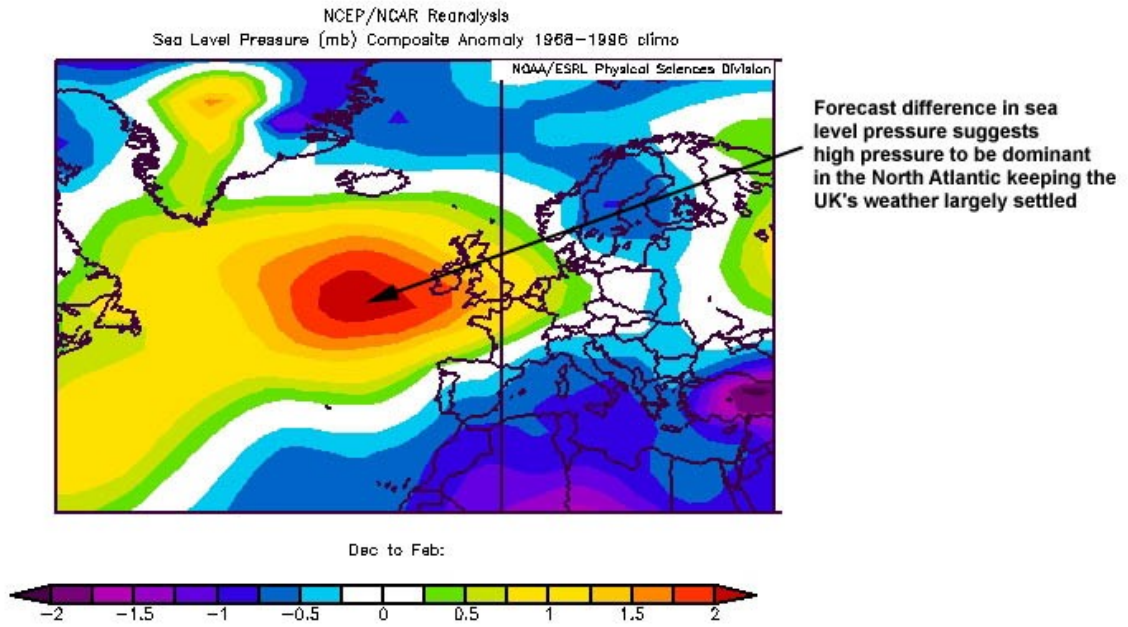 NCEP/NCAR Reanalysis
Sea Level Pressure (mb) Composite Anomaly 1968-1996 climo
NOAA/ESRL Physical Sciences Division
Forecast difference in sea
level pressure suggests
high pressure to be dominant
in the North Atlantic keeping the
UK's weather largely settled
Dec to Feb:
-2 -1.5 -1 -0.5 0 0.5 1 1.5 2